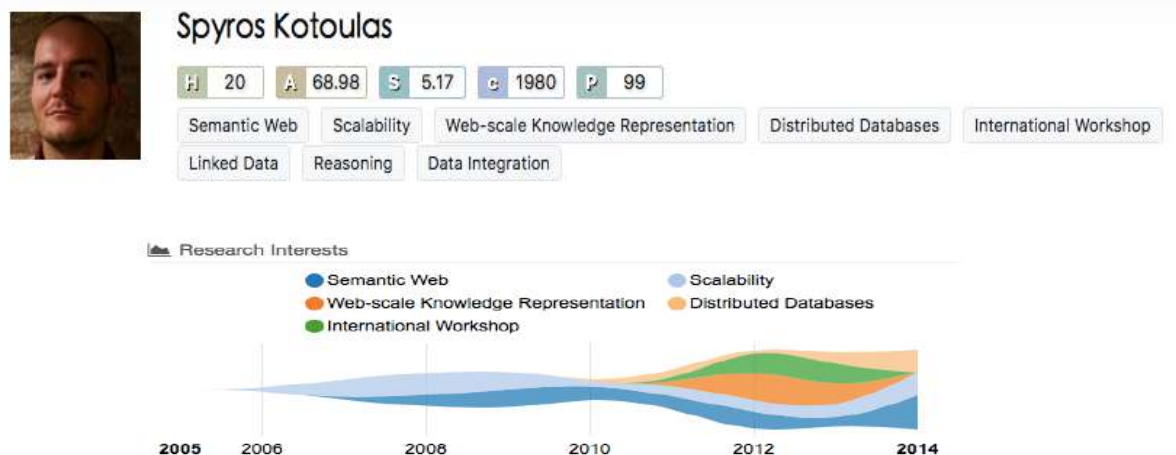 Spyros Kotoulas
H 20 A 68.98 S 5.17 c 1980 P 99
Semantic Web Scalability Web-scale Knowledge Representation Distributed Databases International Workshop
Linked Data Reasoning Data Integration
Research Interests
Semantic Web Scalability
Web-scale Knowledge Representation Distributed Databases
International Workshop
2005 2006 2008 2010 2012 2014